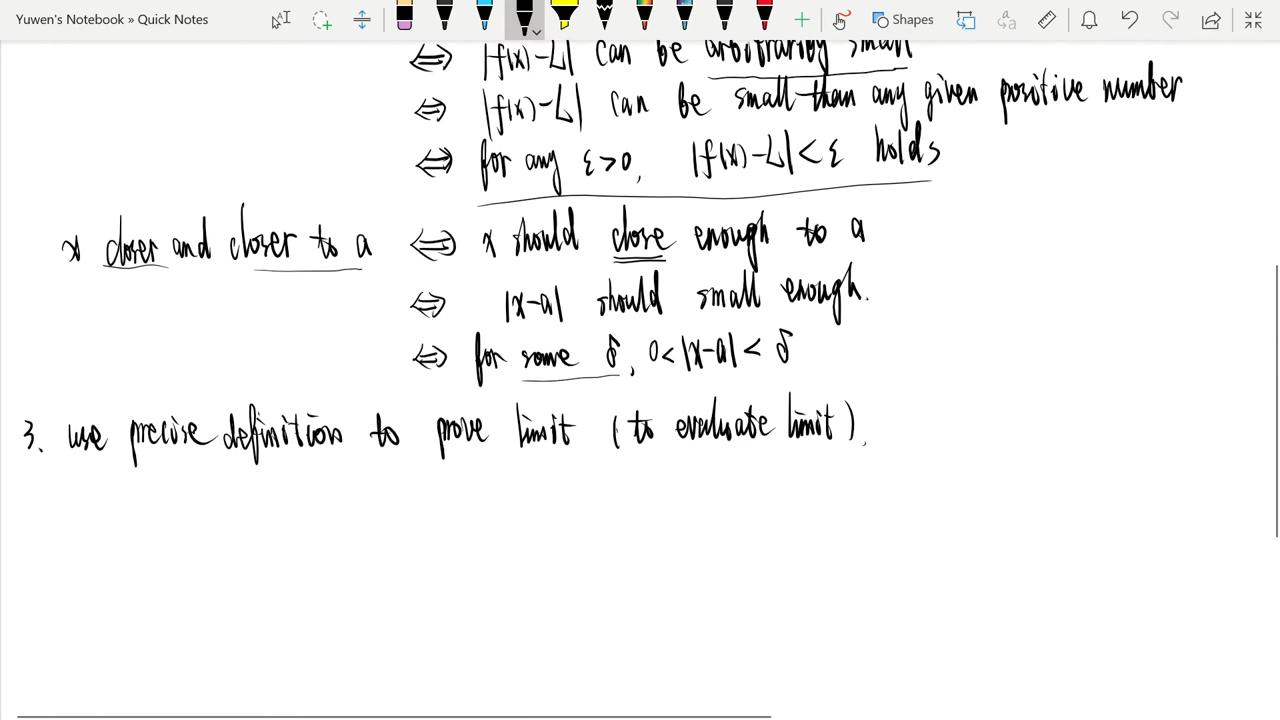 Yuwen's Notebook » Quick Notes
Shapes
⇔ |f(x)-L| can be arbitrarily small
⇔ |f(x)-L| can be small than any given positive number
⇔ for any ε>0, |f(x)-L|<ε holds
x closer and closer to a ⇔ x should close enough to a
⇔ |x-a| should small enough.
⇔ for some δ, 0<|x-a|<δ
3. use precise definition to prove limit (to evaluate limit).